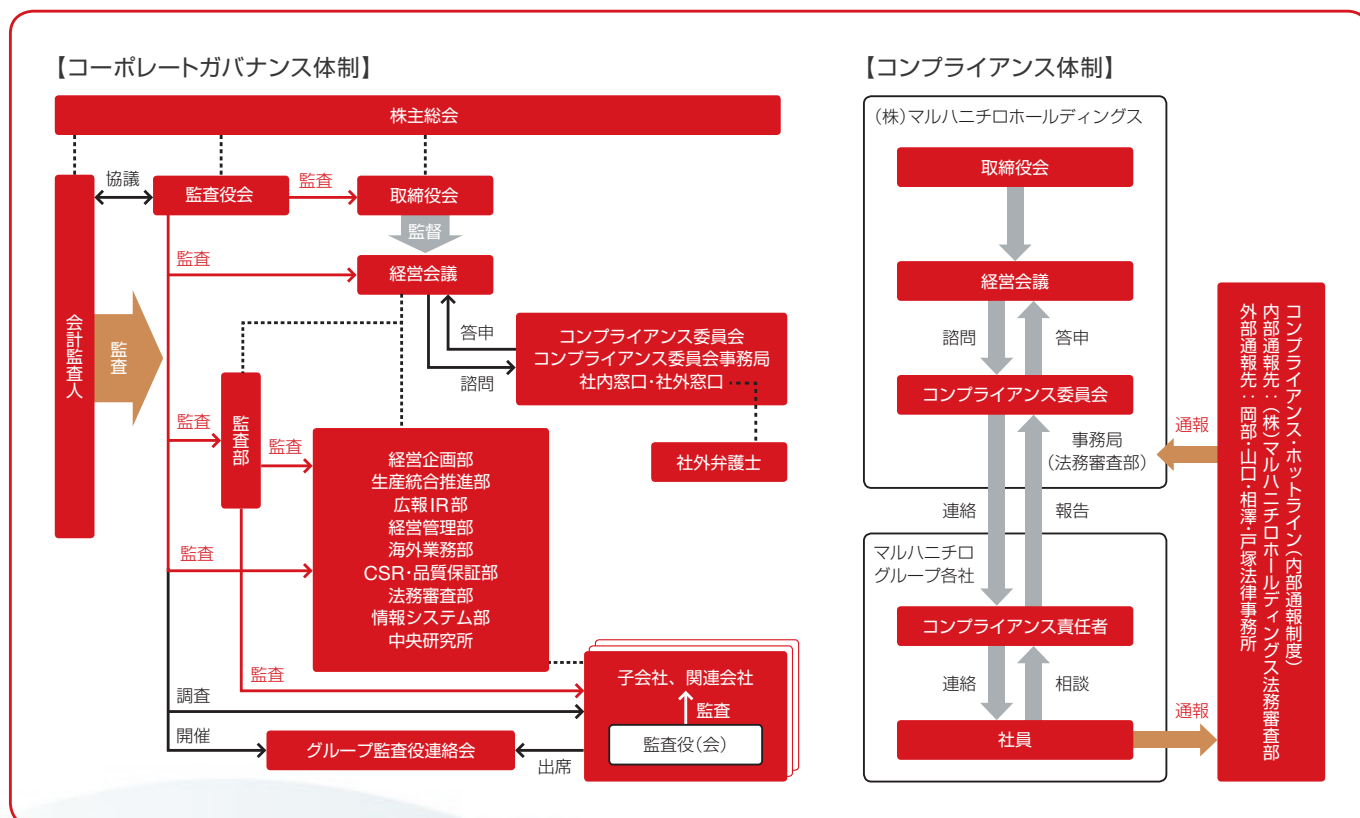 【コーポレートガバナンス体制】
株主総会
協議
監査役会
監査
取締役会
監督
監査
経営会議
会計監査人
監査
答申
諮問
コンプライアンス委員会
コンプライアンス委員会事務局
社内窓口・社外窓口
社外弁護士
監査
監査部
監査
経営企画部
生産統合推進部
広報IR部
経営管理部
海外業務部
CSR・品質保証部
法務審査部
情報システム部
中央研究所
監査
監査
調査
開催
グループ監査役連絡会
出席
子会社、関連会社
監査
監査役(会)
【コンプライアンス体制】
(株)マルハニチロホールディングス
取締役会
経営会議
諮問
答申
コンプライアンス委員会
事務局
(法務審査部)
通報
連絡
報告
マルハニチロ
グループ各社
コンプライアンス責任者
連絡
相談
社員
通報
コンプライアンス・ホットライン(内部通報制度)
内部通報先：(株)マルハニチロホールディングス法務審査部
外部通報先：岡部・山口・相澤・戸塚法律事務所